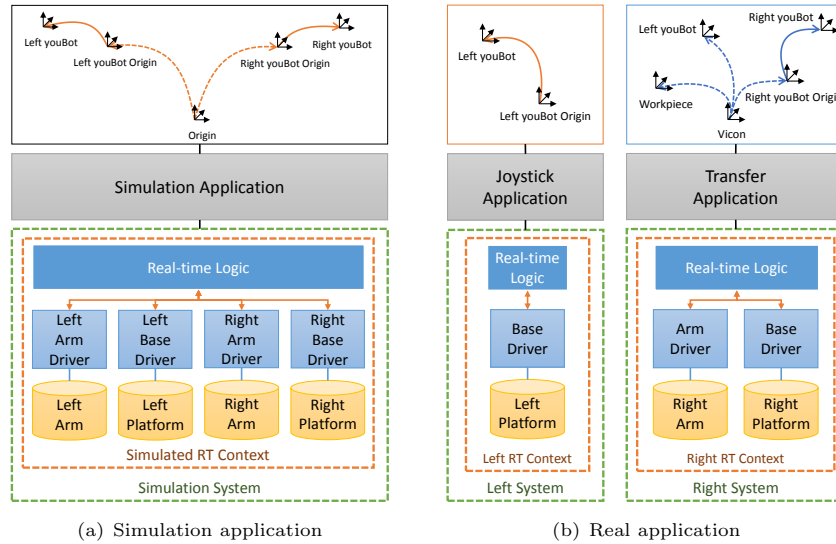 Left youBot
Left youBot Origin
Right youBot Origin
Right youBot
Origin
Simulation Application
Real-time Logic
Left
Arm
Driver
Left
Base
Driver
Right
Arm
Driver
Right
Base
Driver
Left
Arm
Left
Platform
Right
Arm
Right
Platform
Simulated RT Context
Simulation System
(a) Simulation application
Left youBot
Left youBot Origin
Joystick
Application
Real-time
Logic
Base
Driver
Left
Platform
Left RT Context
Left System
Left youBot
Right youBot
Workpiece
Right youBot Origin
Vicon
Transfer
Application
Real-time Logic
Arm
Driver
Base
Driver
Right
Arm
Right
Platform
Right RT Context
Right System
(b) Real application